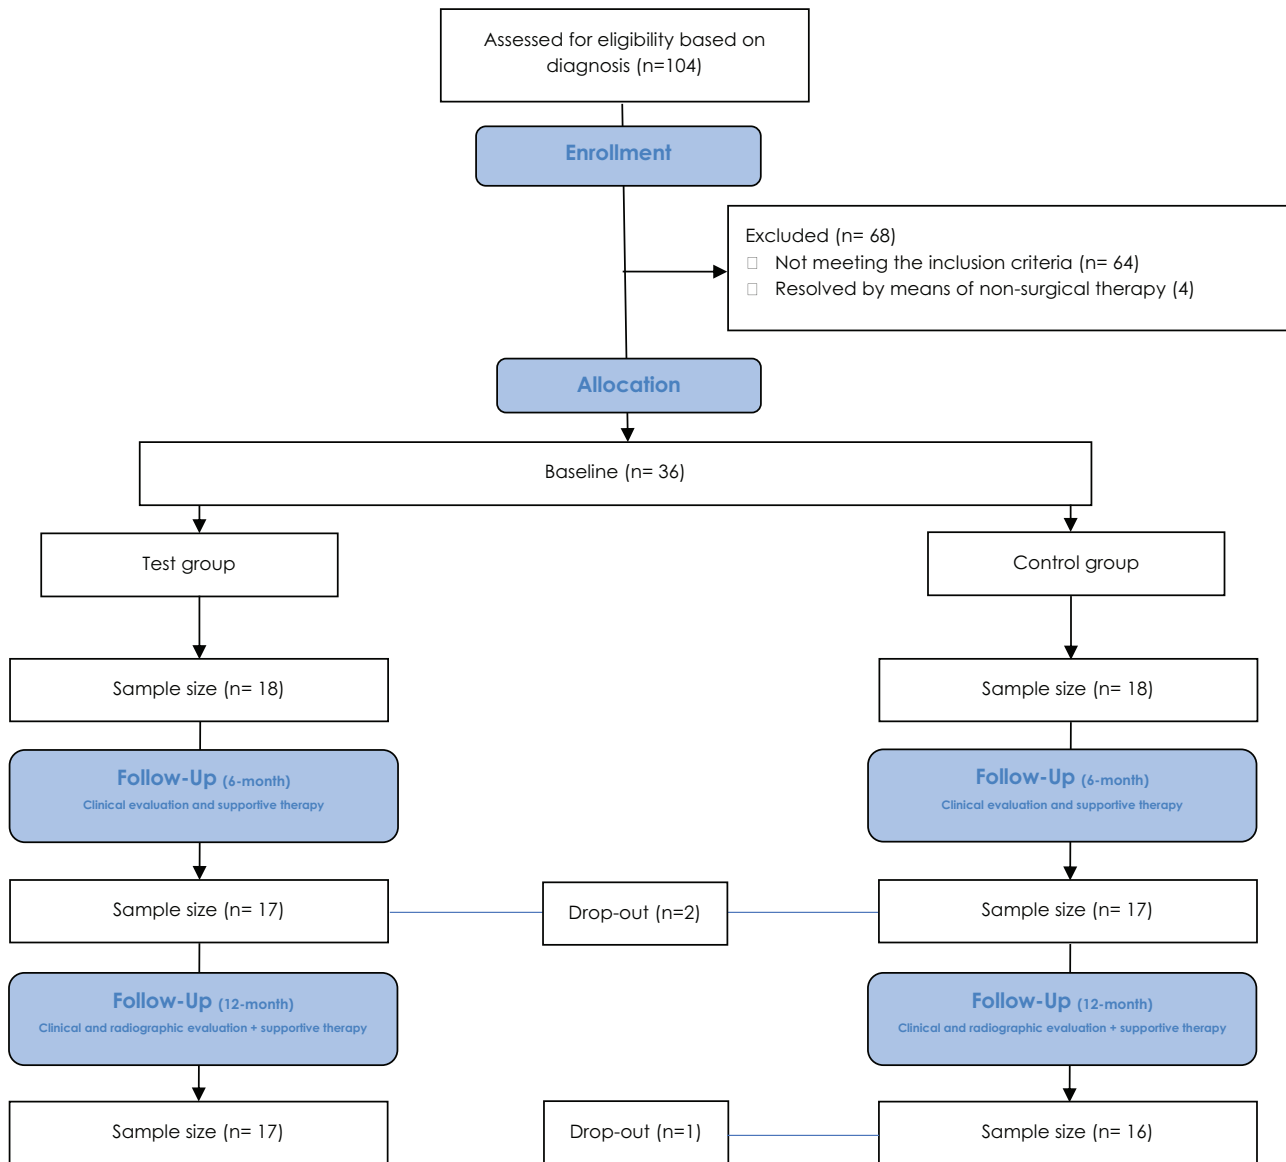 Assessed for eligibility based on
diagnosis (n=104)
Enrollment
Excluded (n= 68)
Not meeting the inclusion criteria (n= 64)
Resolved by means of non-surgical therapy (4)
Allocation
Baseline (n= 36)
Test group
Control group
Sample size (n= 18)
Sample size (n= 18)
Follow-Up (6-month)
Clinical evaluation and supportive therapy
Follow-Up (6-month)
Clinical evaluation and supportive therapy
Sample size (n= 17)
Drop-out (n=2)
Sample size (n= 17)
Follow-Up (12-month)
Clinical and radiographic evaluation + supportive therapy
Follow-Up (12-month)
Clinical and radiographic evaluation + supportive therapy
Sample size (n= 17)
Drop-out (n=1)
Sample size (n= 16)